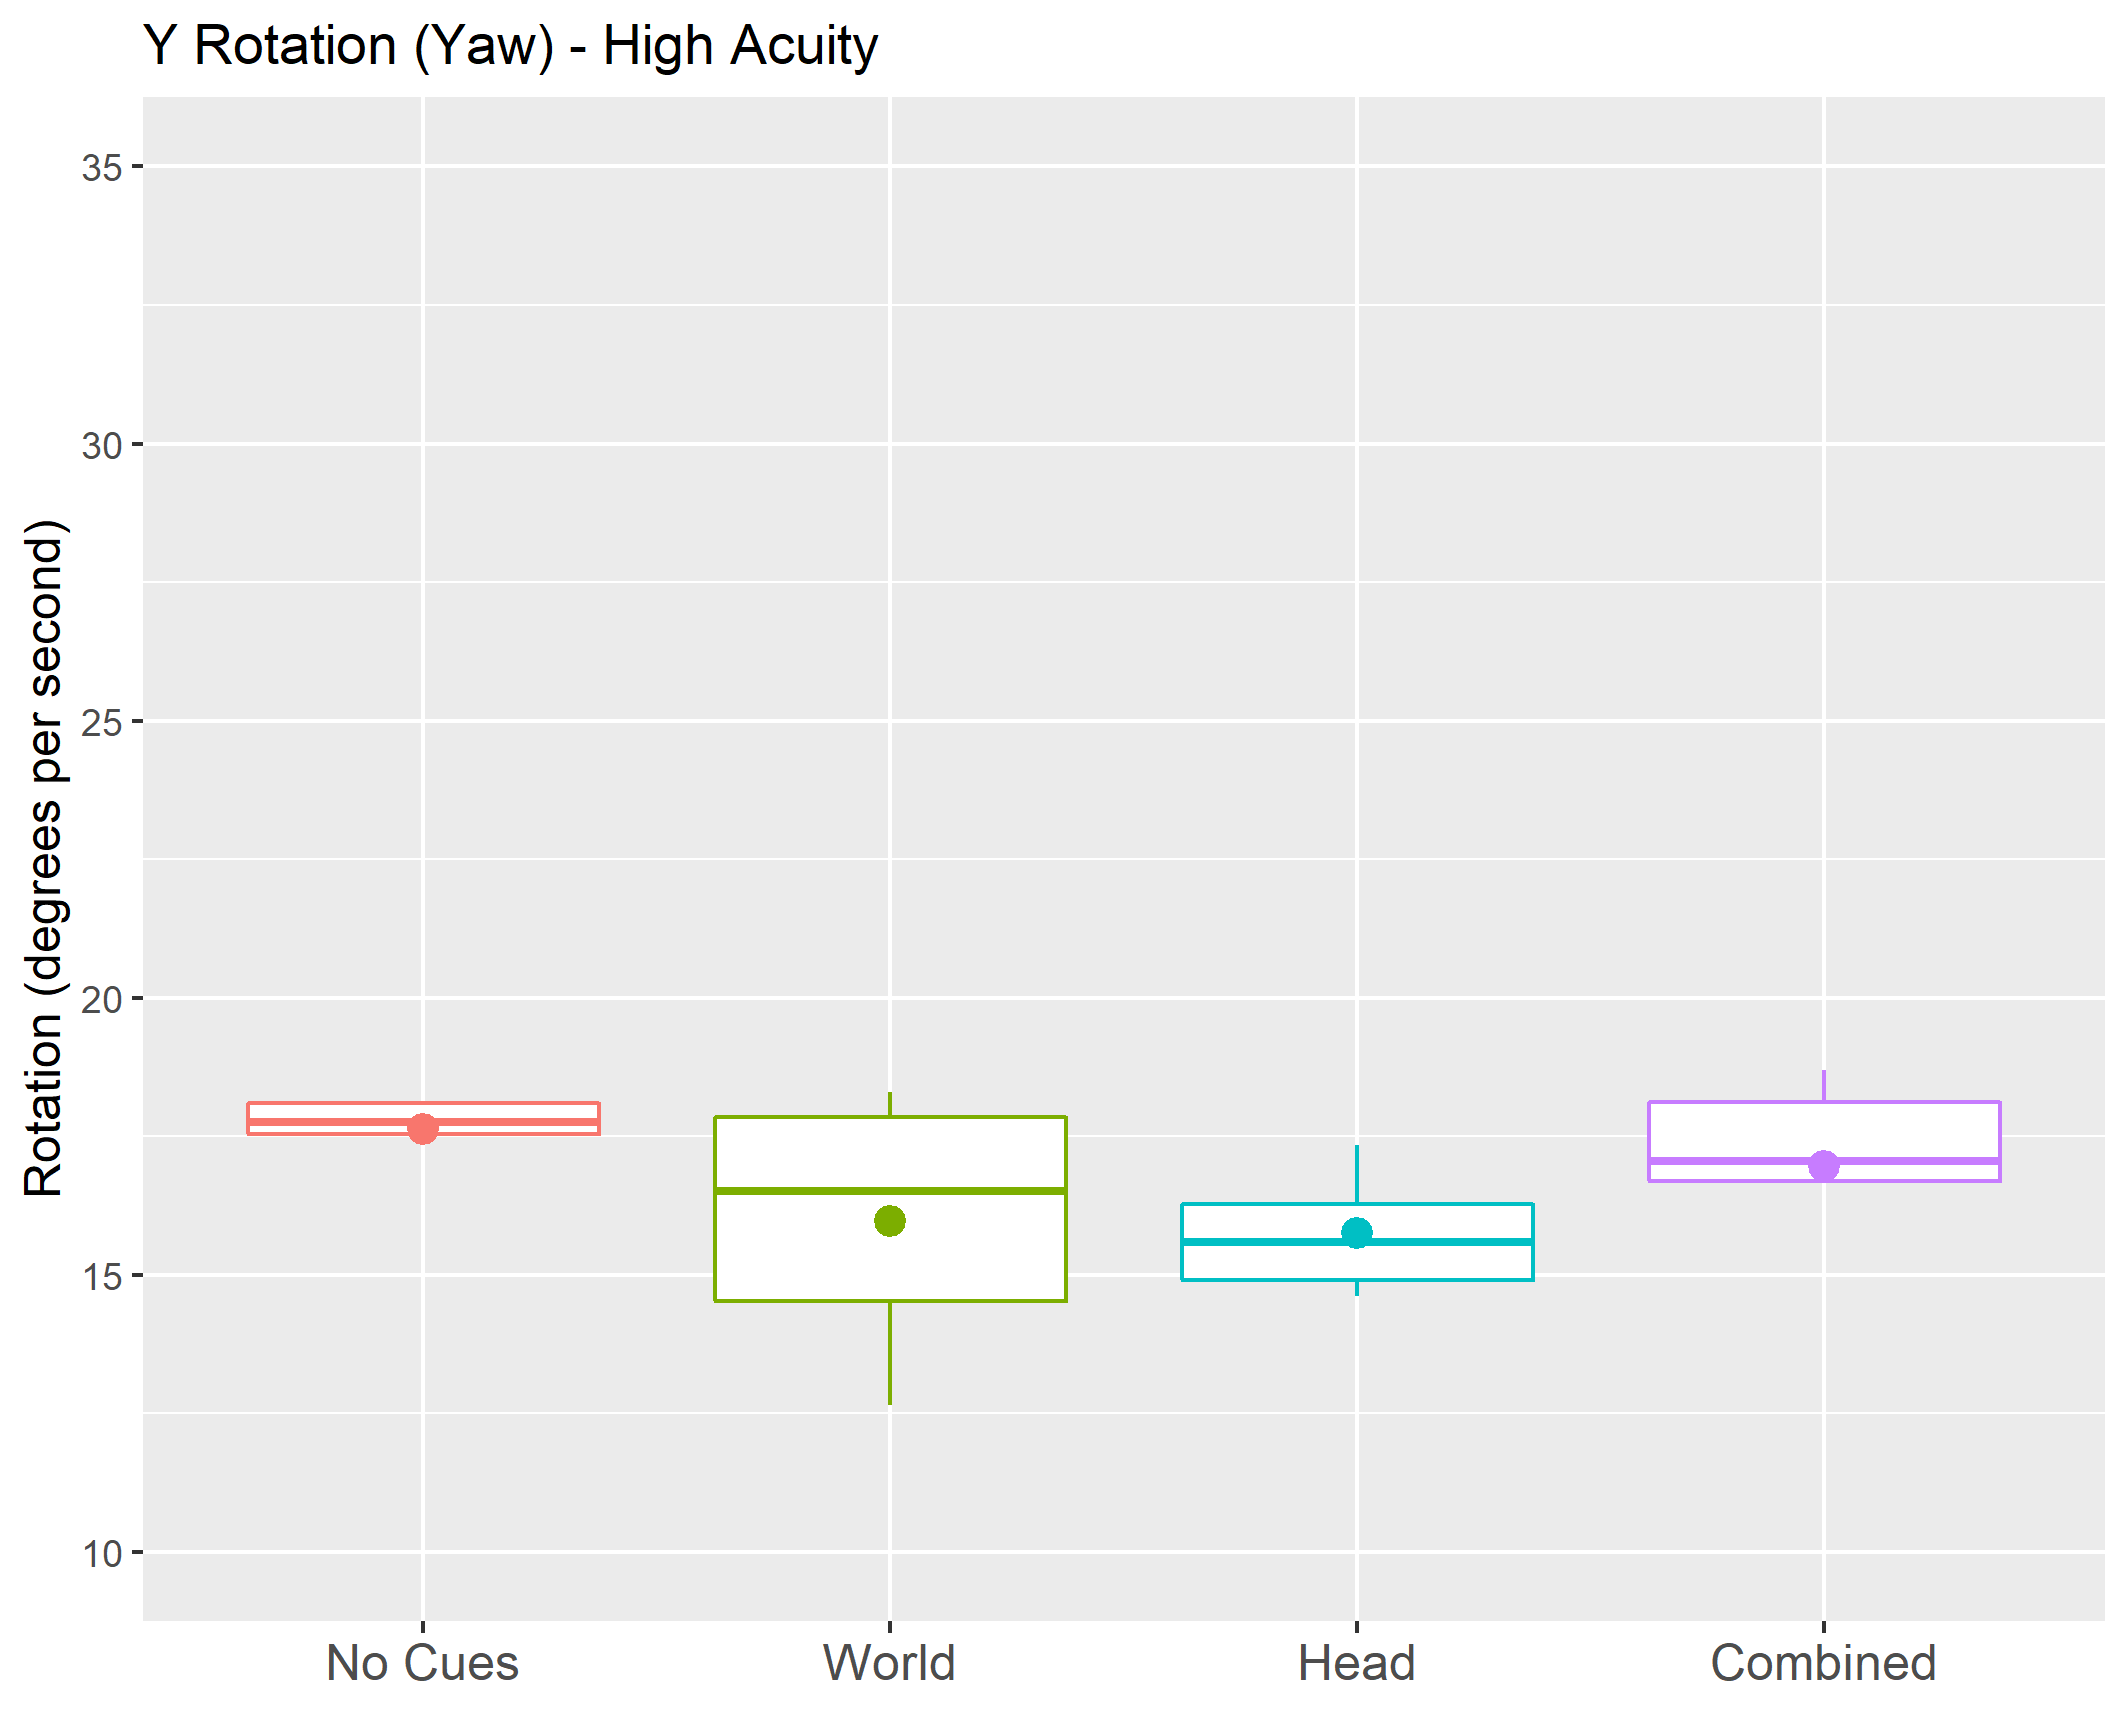 Y Rotation (Yaw) - High Acuity
Rotation (degrees per second)
35
30
25
20
15
10
No Cues
World
Head
Combined